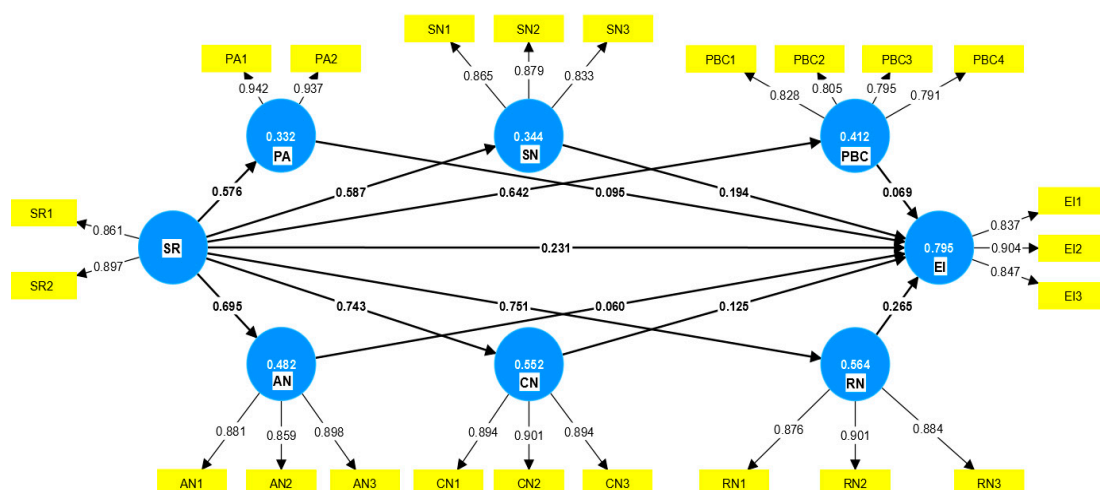 SN1 SN2 SN3
PA1 PA2 PBC1 PBC2 PBC3 PBC4
0.942 0.937 0.865 0.879 0.833 0.828 0.805 0.795 0.791
0.332 0.344 0.412
PA SN PBC
0.576 0.587 0.642 0.095 0.194 0.069
SR1 EI1
0.861 0.837
SR 0.231 0.795 0.904 EI2
EI
SR2 0.897 0.847 EI3
0.695 0.743 0.751 0.060 0.125 0.265
0.482 0.552 0.564
AN CN RN
0.881 0.859 0.898 0.894 0.901 0.894 0.876 0.901 0.884
AN1 AN2 AN3 CN1 CN2 CN3 RN1 RN2 RN3